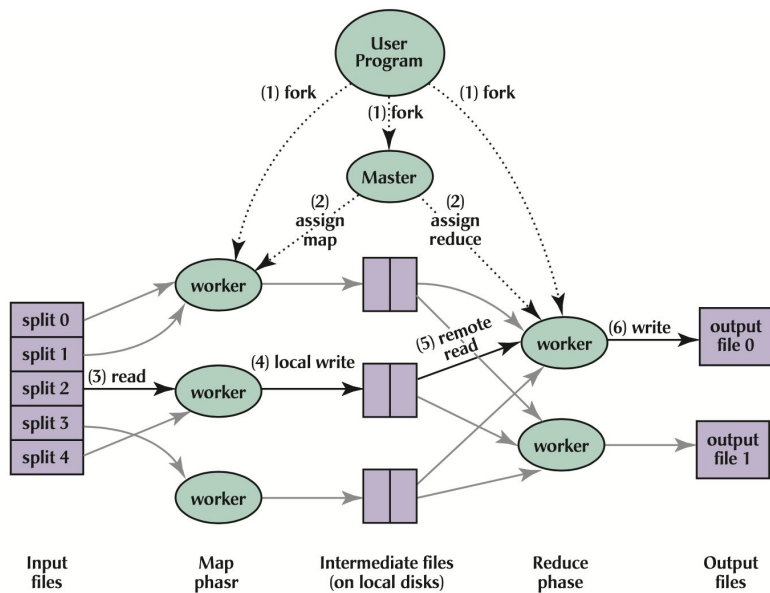 User
Program
(1) fork
(1) fork
(1) fork
Master
(2)
assign
map
(2)
assign
reduce
worker
split 0
split 1
split 2
split 3
split 4
(3) read
worker
(4) local write
(5) remote
read
worker
(6) write
output
file 0
worker
output
file 1
worker
Input
files
Map
phasr
Intermediate files
(on local disks)
Reduce
phase
Output
files